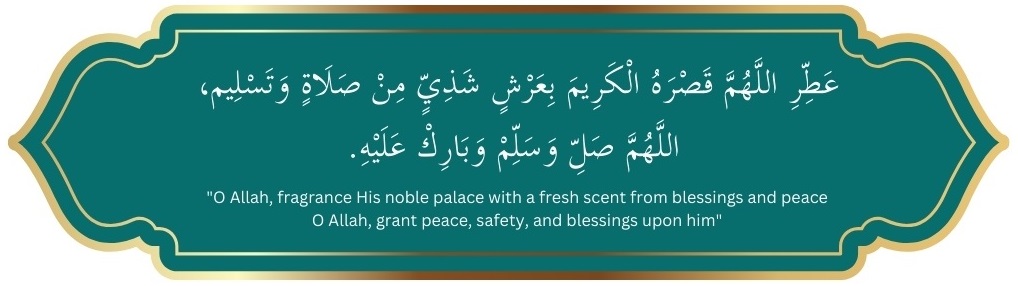 عَطِّرِ اللَّهُمَّ قَصْرَهُ الْكَرِيمَ بِعَرْشٍ شَذِيٍّ مِنْ صَلَاةٍ وَتَسْلِيم،
اللَّهُمَّ صَلِّ وَسَلِّمْ وَبَارِكْ عَلَيْهِ.
"O Allah, fragrance His noble palace with a fresh scent from blessings and peace
O Allah, grant peace, safety, and blessings upon him"